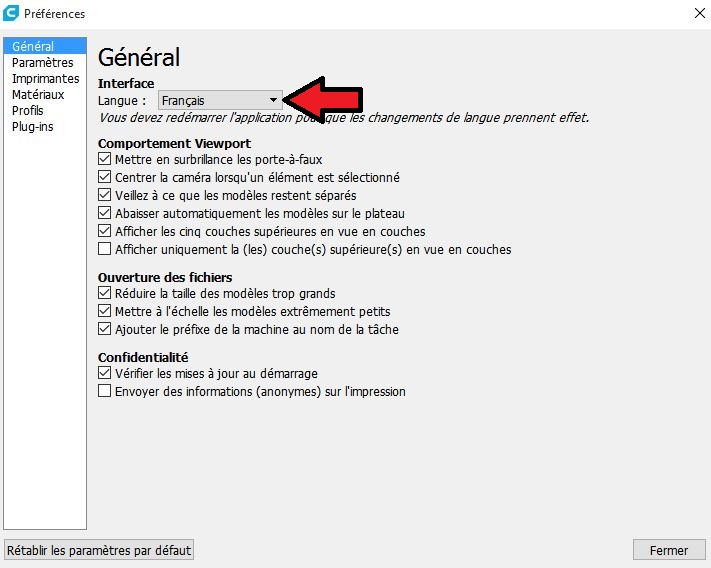 Préférences
Général
Paramètres
Imprimantes
Matériaux
Profils
Plug-ins
Général
Interface
Langue : Français
Vous devez redémarrer l'application que les changements de langue prennent effet.
Comportement Viewport
Mettre en surbrillance les porte-à-faux
Centrer la caméra lorsqu'un élément est sélectionné
Veillez à ce que les modèles restent séparés
Abaisser automatiquement les modèles sur le plateau
Afficher les cinq couches supérieures en vue en couches
Afficher uniquement la (les) couche(s) supérieure(s) en vue en couches
Ouverture des fichiers
Réduire la taille des modèles trop grands
Mettre à l'échelle les modèles extrêmement petits
Ajouter le préfixe de la machine au nom de la tâche
Confidentialité
Vérifier les mises à jour au démarrage
Envoyer des informations (anonymes) sur l'impression
Rétablir les paramètres par défaut
Fermer